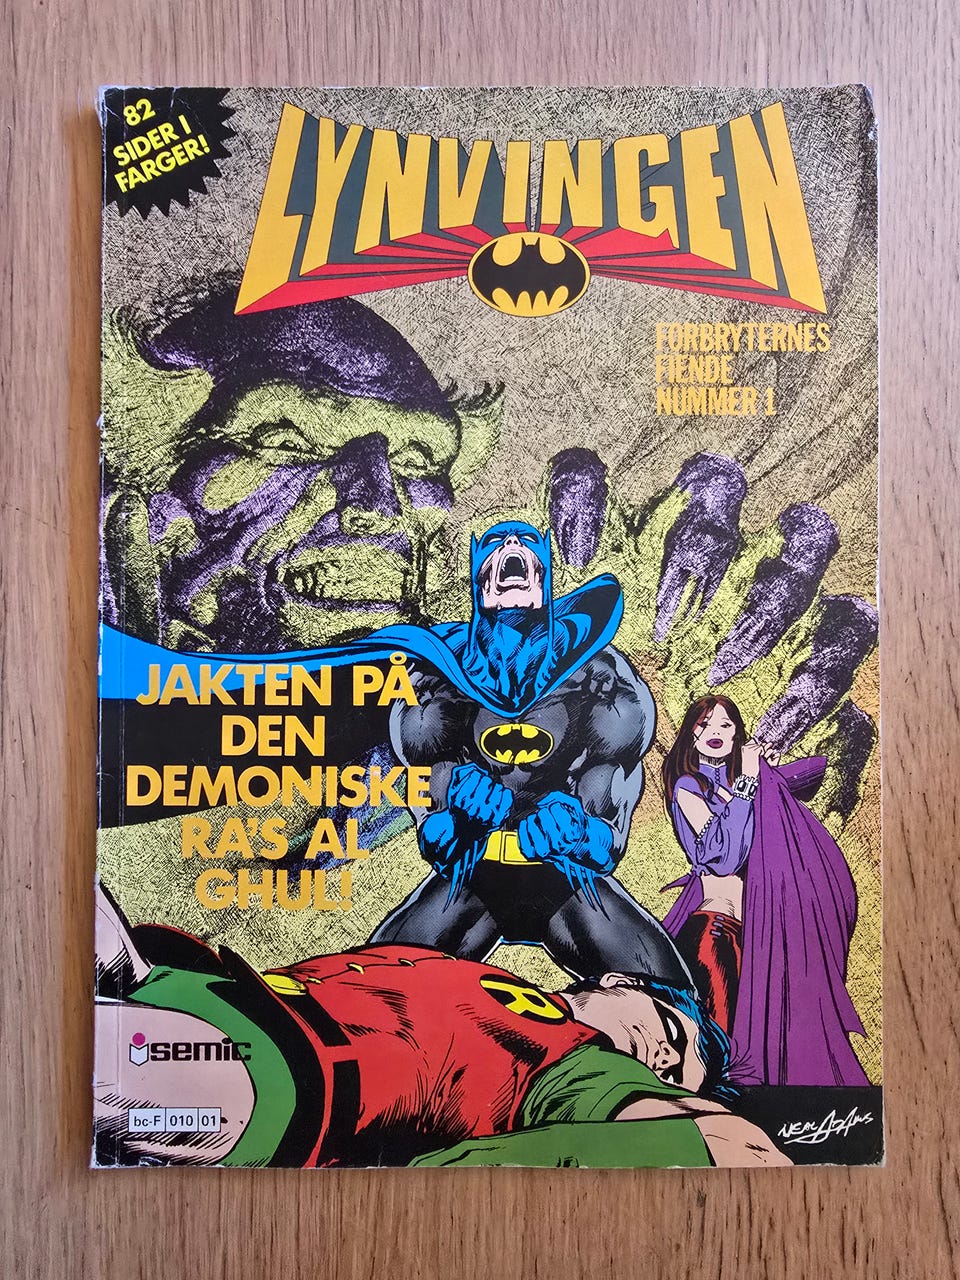 82
SIDER I
FARGER!
LYNVINGEN
FORBRYTERNES
FIENDE
NUMMER 1
JAKTEN PÅ
DEN
DEMONISKE
RA'S AL
GHUL!
R
semic
bc-F 010 01
NEAL ADAMS